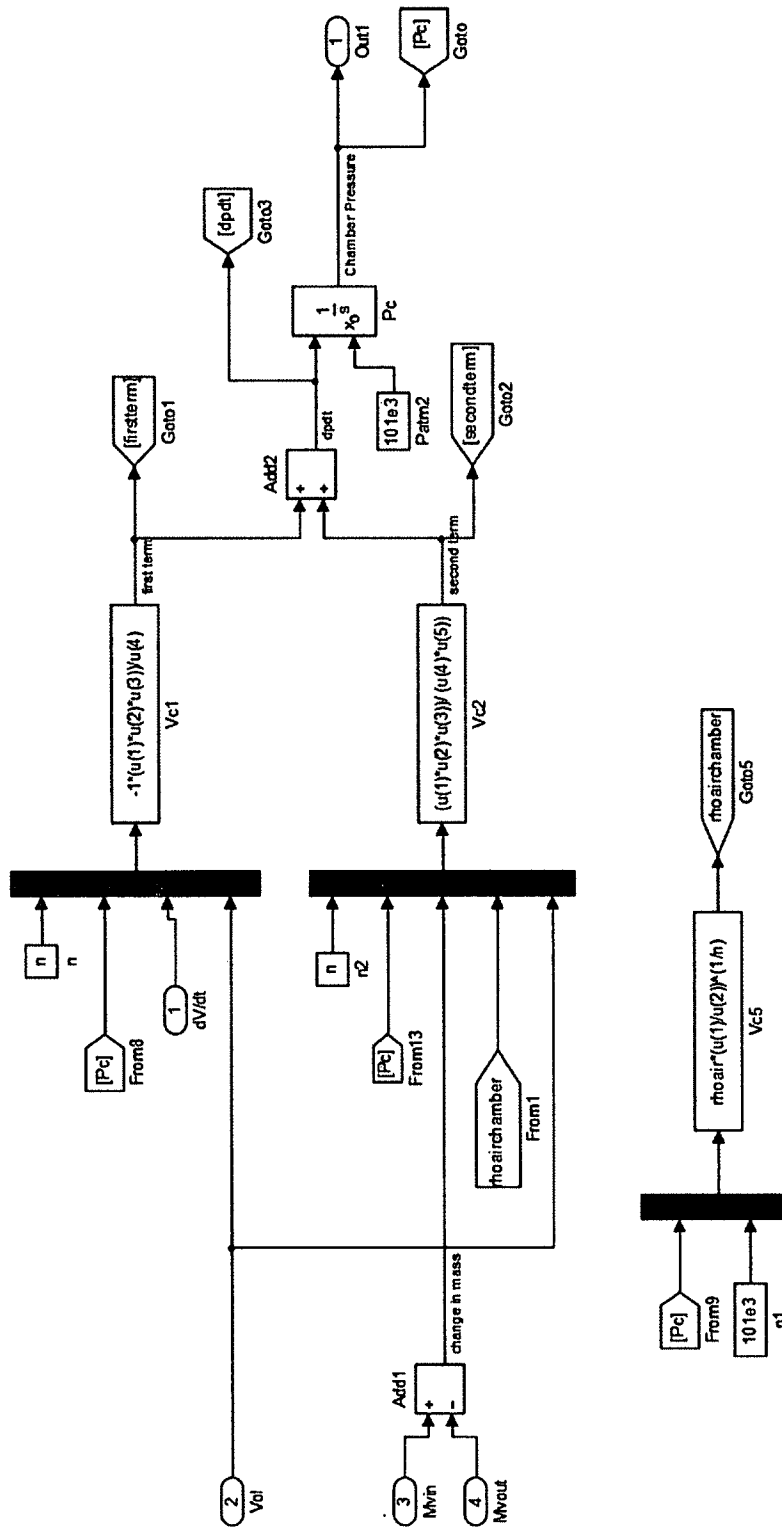 2
Vol
3
Mvin
4
Mvout
Add1
+
−
change in mass
n
n
[Pc]
From8
1
dV/dt
n
n2
[Pc]
From13
rhoairchamber
From1
-1*(u(1)*u(2)*u(3))/u(4)
Vc1
first term
[firstterm]
Goto1
(u(1)*u(2)*u(3))/ (u(4)*u(5))
Vc2
second term
[secondterm]
Goto2
Add2
+
+
dpdt
[dpdt]
Goto3
101e3
Patm2
1
s
xo
Pc
Chamber Pressure
1
Out1
[Pc]
Goto
[Pc]
From9
101e3
n1
rhoair*(u(1)/u(2))^(1/n)
Vc5
rhoairchamber
Goto5